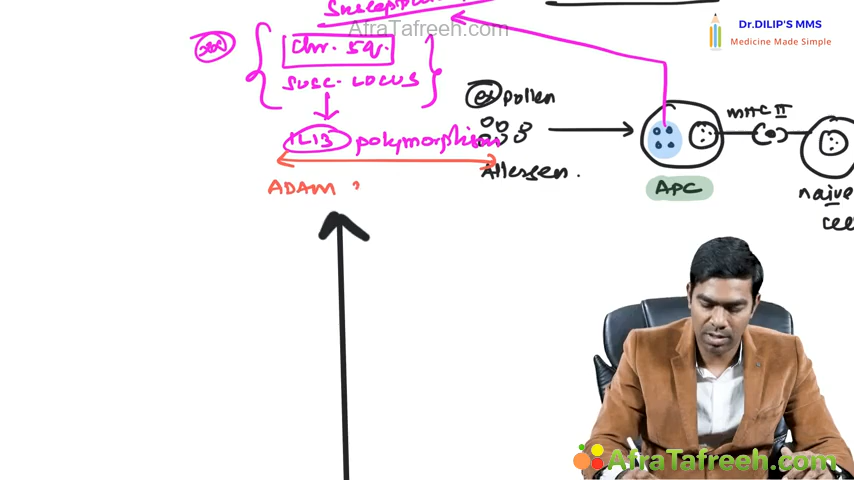 AfraTafreeh.com
Dr.DILIP'S MMS
Medicine Made Simple
Chr. 5q.
SUSC. LOCUS
IL13 polymorphism
ADAM
ex pollen
Allergen.
MHC II
APC
naive
cell
AfraTafreeh.com